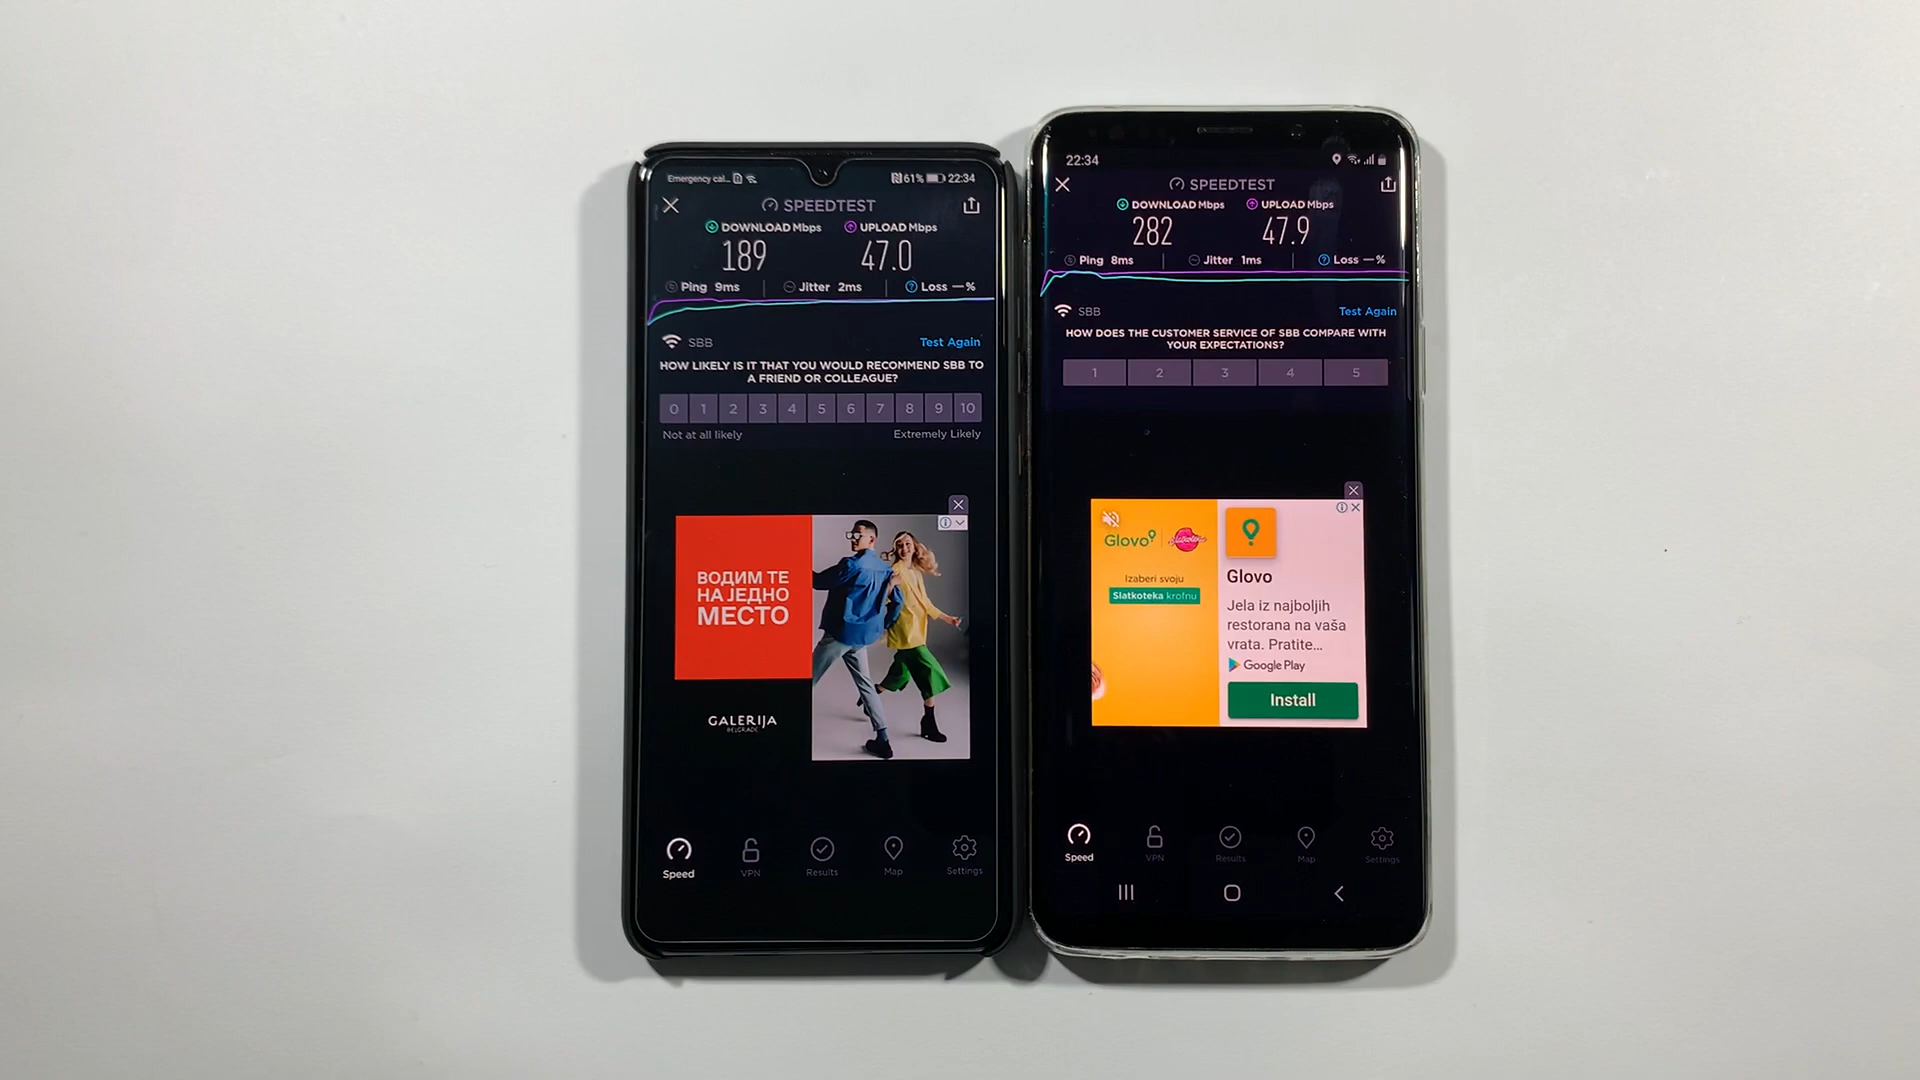 Emergency cal... 61% 22:34
SPEEDTEST
DOWNLOAD Mbps UPLOAD Mbps
189 47.0
Ping 9ms Jitter 2ms Loss —%
SBB Test Again
HOW LIKELY IS IT THAT YOU WOULD RECOMMEND SBB TO
A FRIEND OR COLLEAGUE?
0 1 2 3 4 5 6 7 8 9 10
Not at all likely Extremely Likely
ВОДИМ ТЕ
НА ЈЕДНО
МЕСТО
GALERIJA
BELGRADE
Speed VPN Results Map Settings
22:34
SPEEDTEST
DOWNLOAD Mbps UPLOAD Mbps
282 47.9
Ping 8ms Jitter 1ms Loss —%
SBB Test Again
HOW DOES THE CUSTOMER SERVICE OF SBB COMPARE WITH
YOUR EXPECTATIONS?
1 2 3 4 5
Glovo
Izaberi svoju
Slatkoteka krofnu
Glovo
Jela iz najboljih
restorana na vaša
vrata. Pratite...
Google Play
Install
Speed VPN Results Map Settings